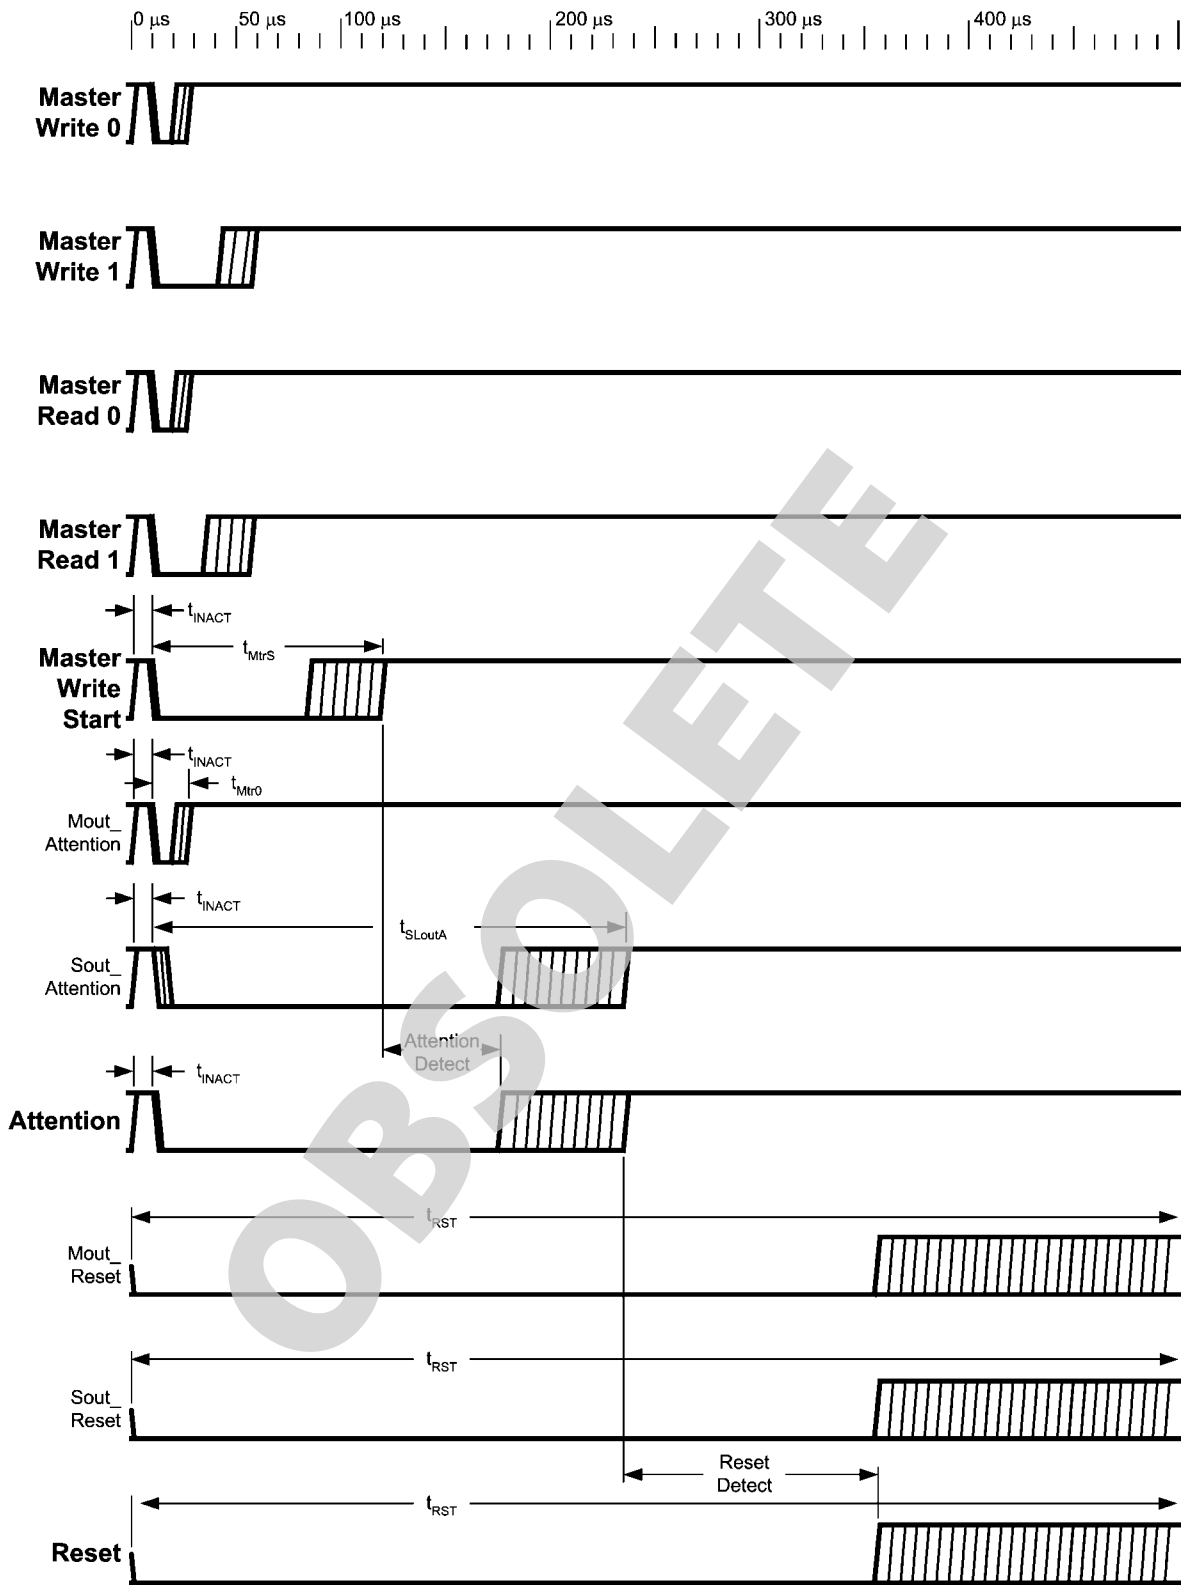 0 μs 50 μs 100 μs 200 μs 300 μs 400 μs
Master
Write 0
Master
Write 1
Master
Read 0
Master
Read 1
tINACT
tMtrS
Master
Write
Start
tINACT
tMtr0
Mout_
Attention
tINACT
tSLoutA
Sout_
Attention
Attention
Detect
tINACT
Attention
tRST
Mout_
Reset
tRST
Sout_
Reset
Reset
Detect
tRST
Reset
OBSOLETE